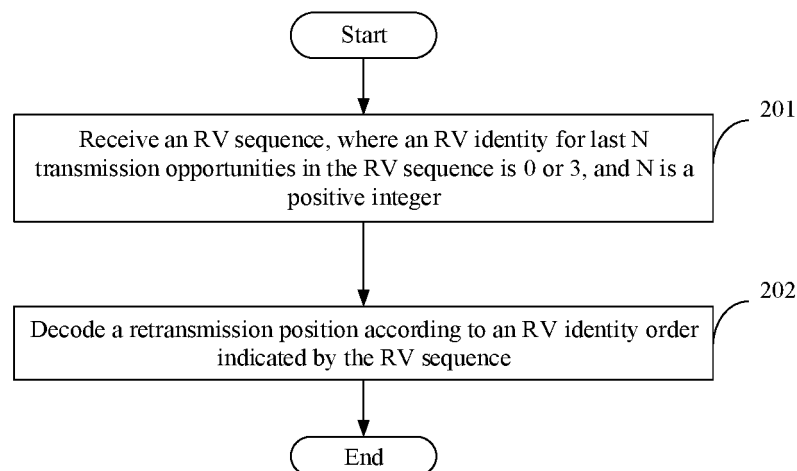 Start
201
Receive an RV sequence, where an RV identity for last N
transmission opportunities in the RV sequence is 0 or 3, and N is a
positive integer
202
Decode a retransmission position according to an RV identity order
indicated by the RV sequence
End